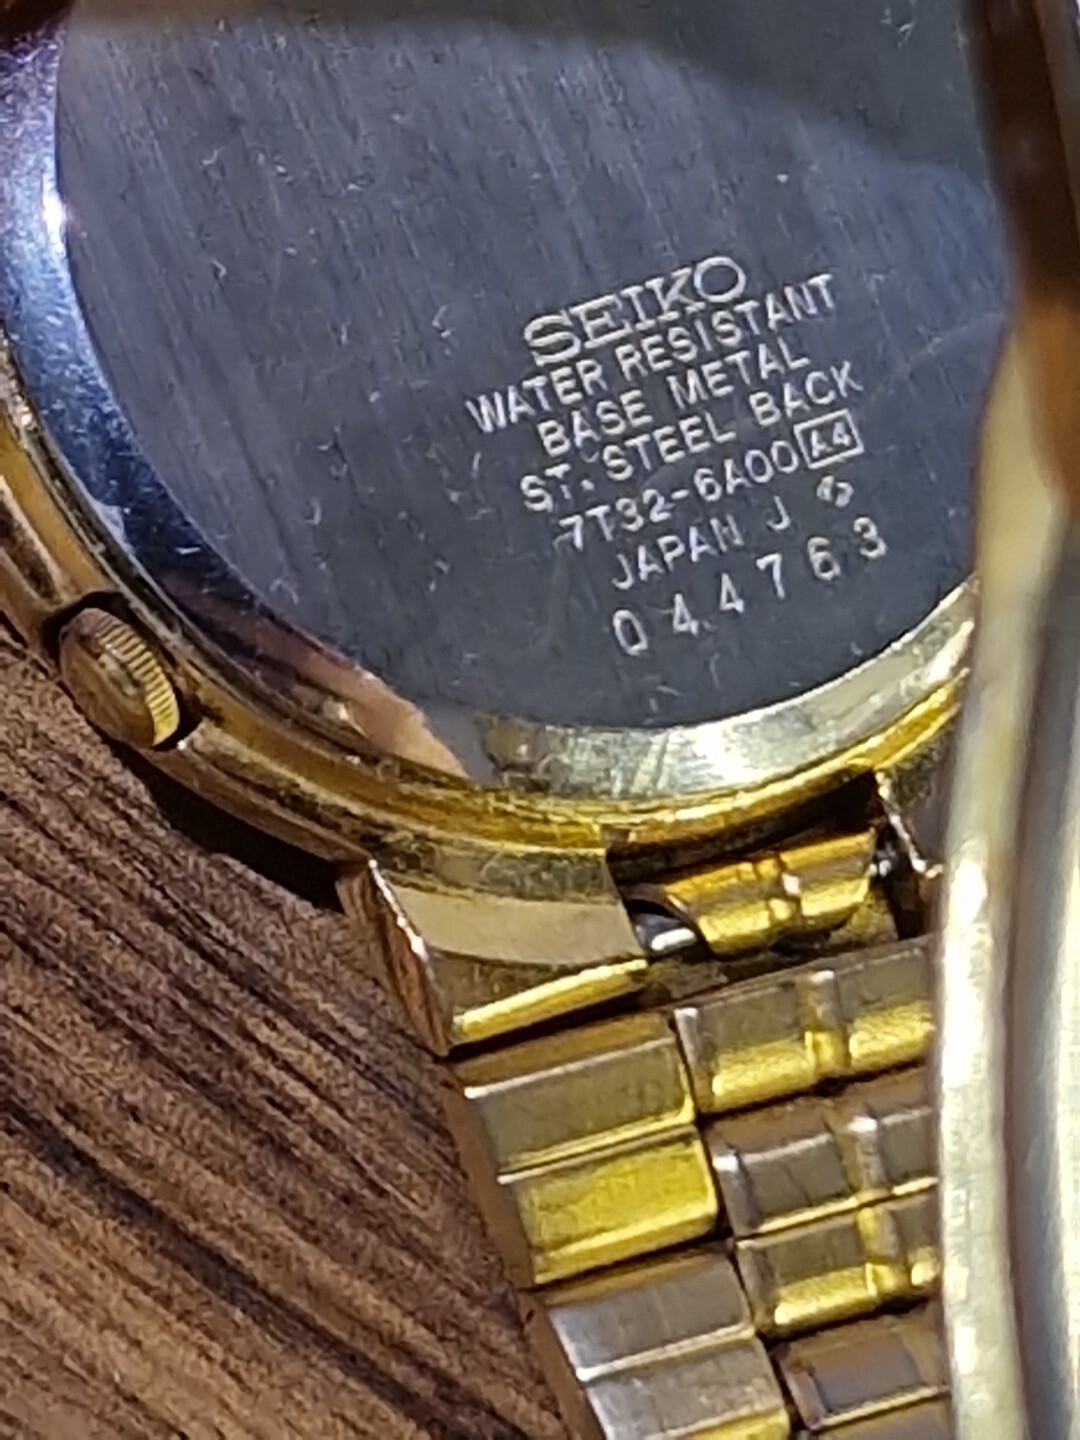 SEIKO
WATER RESISTANT
BASE METAL
ST. STEEL BACK
7T32-6A00 A4
JAPAN J
044763